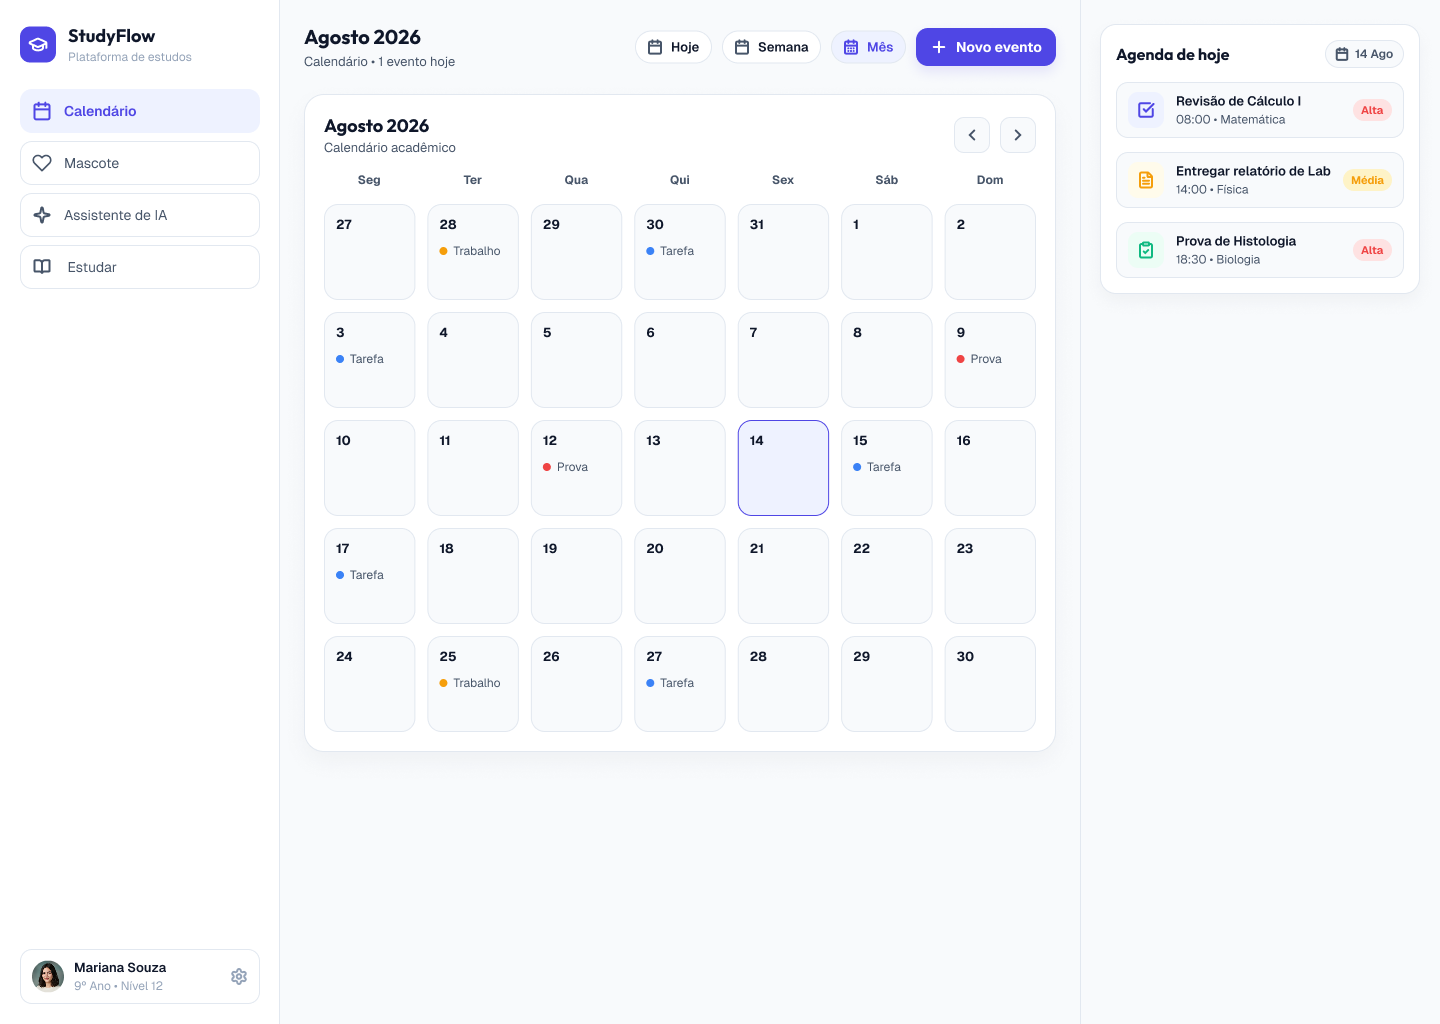 StudyFlow
Plataforma de estudos
Calendário
Mascote
Assistente de IA
Estudar
Mariana Souza
9º Ano • Nível 12
Agosto 2026
Calendário • 1 evento hoje
Hoje
Semana
Mês
Novo evento
Agosto 2026
Calendário acadêmico
Seg Ter Qua Qui Sex Sáb Dom
27 28 29 30 31 1 2
Trabalho Tarefa
3 4 5 6 7 8 9
Tarefa Prova
10 11 12 13 14 15 16
Prova Tarefa
17 18 19 20 21 22 23
Tarefa
24 25 26 27 28 29 30
Trabalho Tarefa
Agenda de hoje
14 Ago
Revisão de Cálculo I
08:00 • Matemática
Alta
Entregar relatório de Lab
14:00 • Física
Média
Prova de Histologia
18:30 • Biologia
Alta